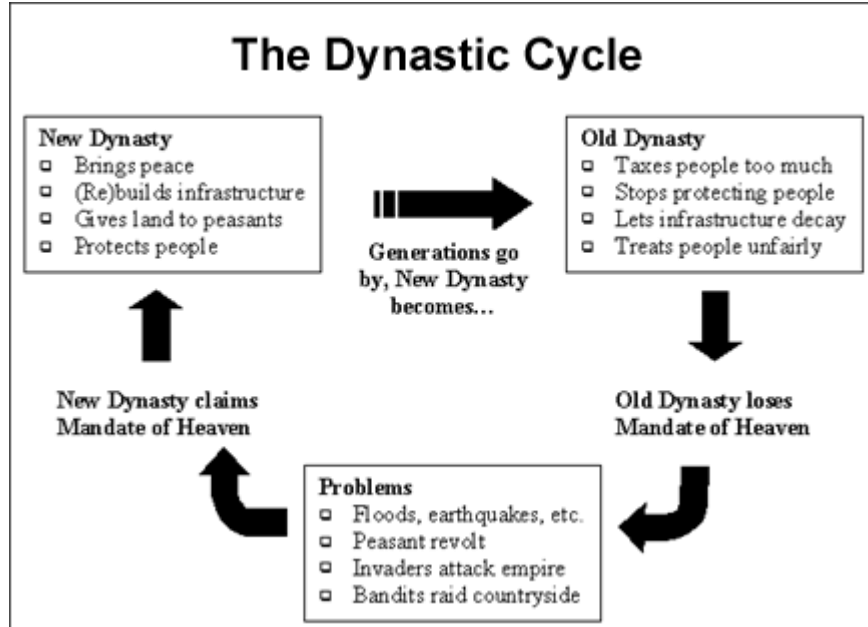 The Dynastic Cycle
New Dynasty
Brings peace
(Re)builds infrastructure
Gives land to peasants
Protects people
Generations go
by, New Dynasty
becomes...
Old Dynasty
Taxes people too much
Stops protecting people
Lets infrastructure decay
Treats people unfairly
Old Dynasty loses
Mandate of Heaven
Problems
Floods, earthquakes, etc.
Peasant revolt
Invaders attack empire
Bandits raid countryside
New Dynasty claims
Mandate of Heaven